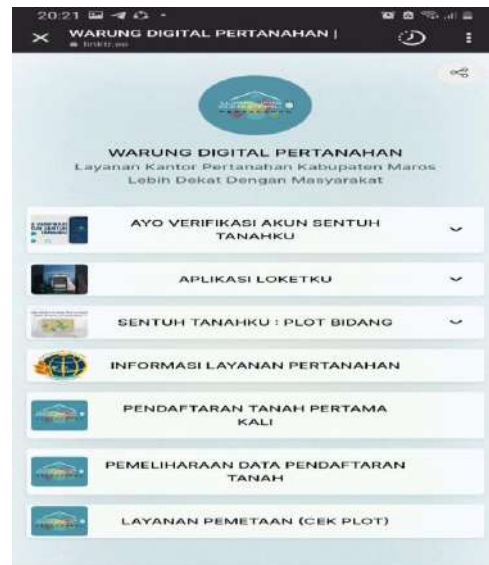 20:21
WARUNG DIGITAL PERTANAHAN |
linktr.ee
WARUNG DIGITAL PERTANAHAN
Layanan Kantor Pertanahan Kabupaten Maros
Lebih Dekat Dengan Masyarakat
AYO VERIFIKASI AKUN SENTUH
TANAHKU
APLIKASI LOKETKU
SENTUH TANAHKU : PLOT BIDANG
INFORMASI LAYANAN PERTANAHAN
PENDAFTARAN TANAH PERTAMA
KALI
PEMELIHARAAN DATA PENDAFTARAN
TANAH
LAYANAN PEMETAAN (CEK PLOT)